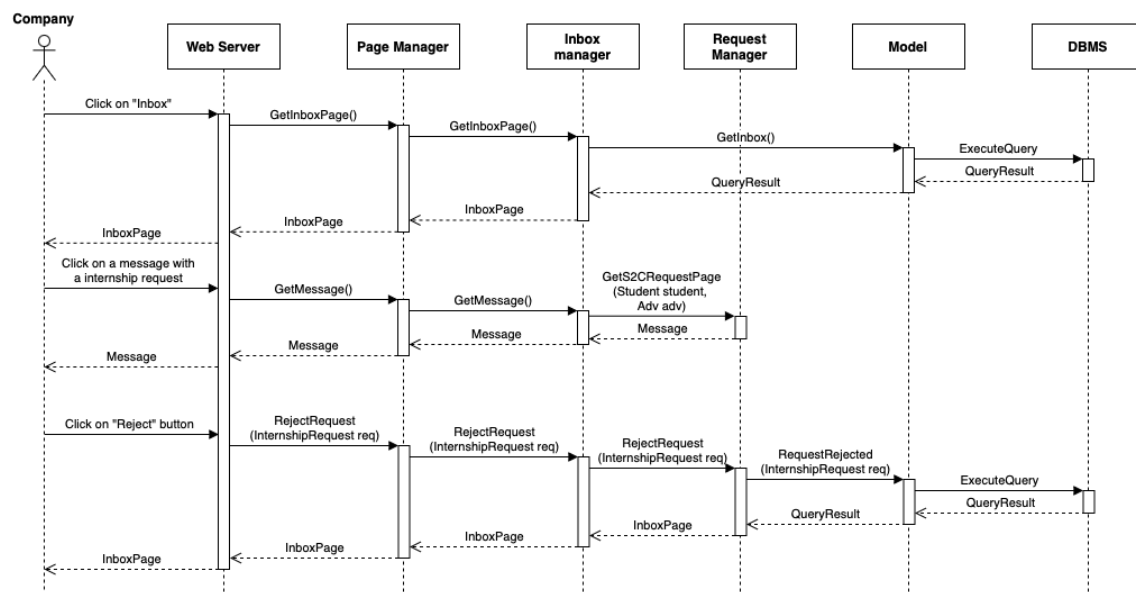 Company
Web Server
Page Manager
Inbox
manager
Request
Manager
Model
DBMS
Click on "Inbox"
GetInboxPage()
GetInboxPage()
GetInbox()
ExecuteQuery
QueryResult
QueryResult
InboxPage
InboxPage
InboxPage
Click on a message with
a internship request
GetMessage()
GetMessage()
GetS2CRequestPage
(Student student,
Adv adv)
Message
Message
Message
Message
Click on "Reject" button
RejectRequest
(InternshipRequest req)
RejectRequest
(InternshipRequest req)
RejectRequest
(InternshipRequest req)
RequestRejected
(InternshipRequest req)
ExecuteQuery
QueryResult
QueryResult
InboxPage
InboxPage
InboxPage
InboxPage